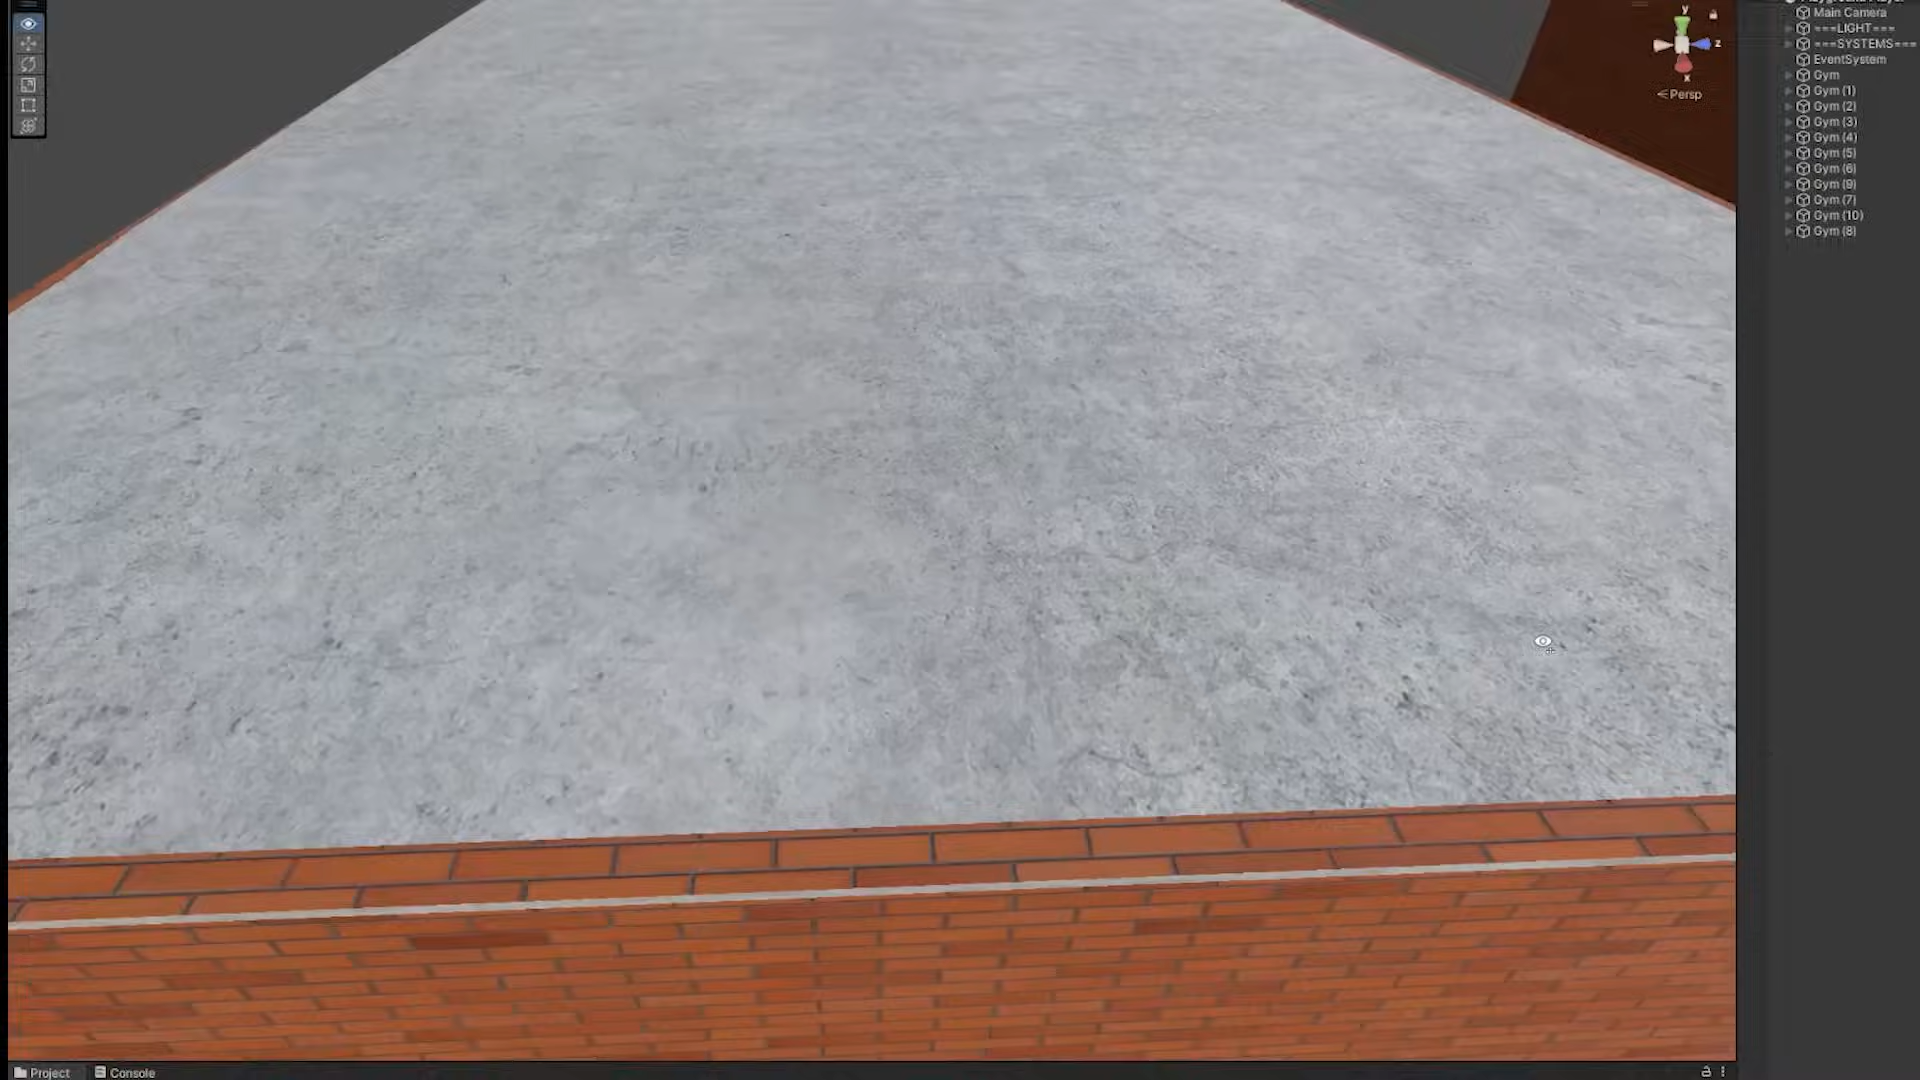 Main Camera
===LIGHT===
===SYSTEMS===
EventSystem
Gym
Gym (1)
Gym (2)
Gym (3)
Gym (4)
Gym (5)
Gym (6)
Gym (9)
Gym (7)
Gym (10)
Gym (8)
y
z
x
Persp
Project
Console